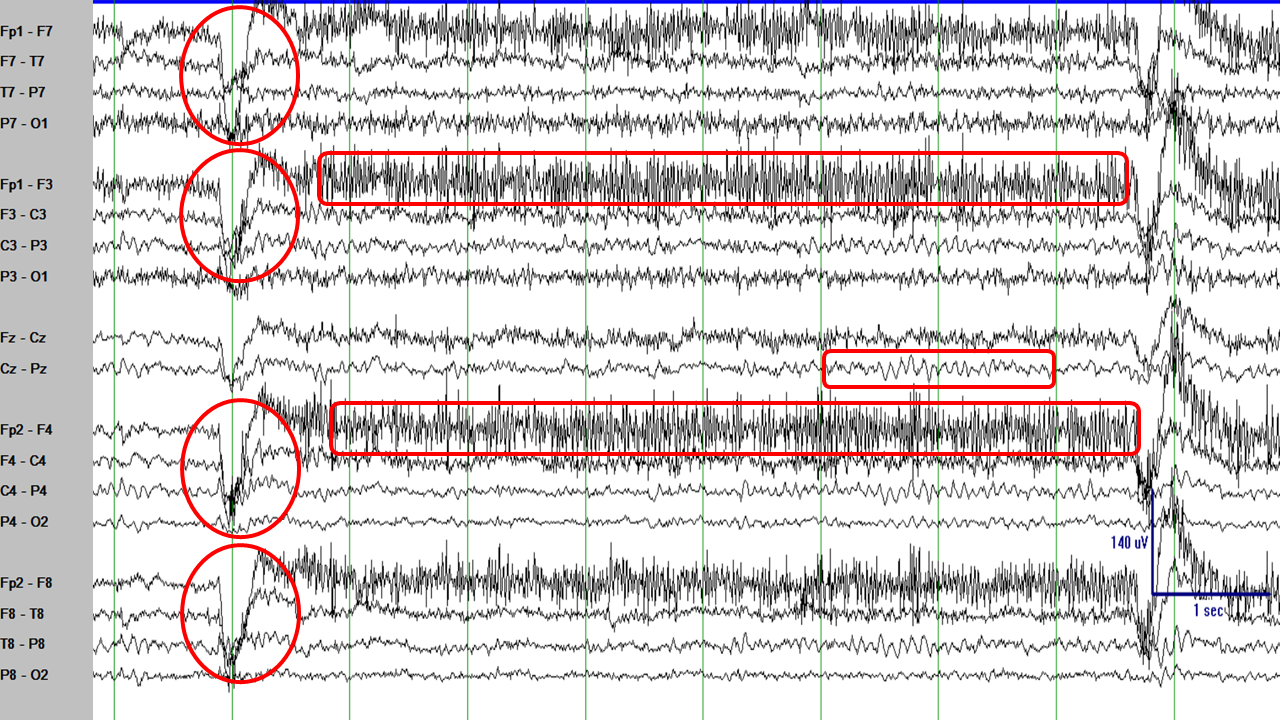 Fp1 - F7
F7 - T7
T7 - P7
P7 - O1
Fp1 - F3
F3 - C3
C3 - P3
P3 - O1
Fz - Cz
Cz - Pz
Fp2 - F4
F4 - C4
C4 - P4
P4 - O2
140 uV
Fp2 - F8
1 sec
F8 - T8
T8 - P8
P8 - O2